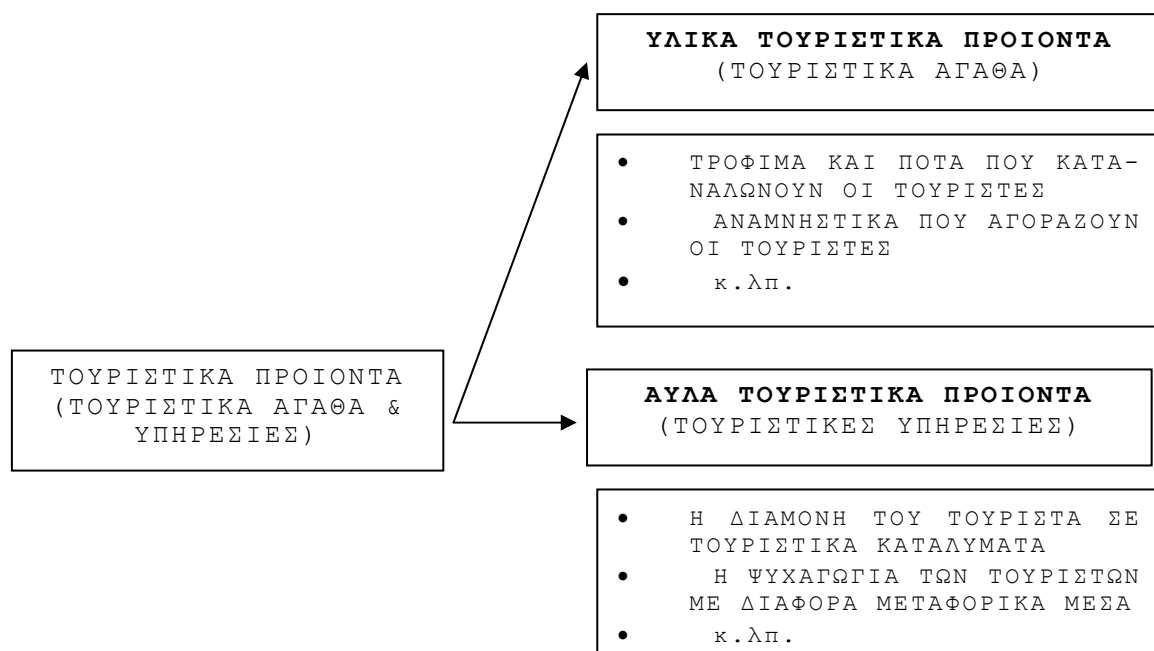 ΥΛΙΚΑ ΤΟΥΡΙΣΤΙΚΑ ΠΡΟΙΟΝΤΑ
(ΤΟΥΡΙΣΤΙΚΑ ΑΓΑΘΑ)
• ΤΡΟΦΙΜΑ ΚΑΙ ΠΟΤΑ ΠΟΥ ΚΑΤΑ-
ΝΑΛΩΝΟΥΝ ΟΙ ΤΟΥΡΙΣΤΕΣ
• ΑΝΑΜΝΗΣΤΙΚΑ ΠΟΥ ΑΓΟΡΑΖΟΥΝ
ΟΙ ΤΟΥΡΙΣΤΕΣ
• κ.λπ.
ΤΟΥΡΙΣΤΙΚΑ ΠΡΟΙΟΝΤΑ
(ΤΟΥΡΙΣΤΙΚΑ ΑΓΑΘΑ &
ΥΠΗΡΕΣΙΕΣ)
ΑΥΛΑ ΤΟΥΡΙΣΤΙΚΑ ΠΡΟΙΟΝΤΑ
(ΤΟΥΡΙΣΤΙΚΕΣ ΥΠΗΡΕΣΙΕΣ)
• Η ΔΙΑΜΟΝΗ ΤΟΥ ΤΟΥΡΙΣΤΑ ΣΕ
ΤΟΥΡΙΣΤΙΚΑ ΚΑΤΑΛΥΜΑΤΑ
• Η ΨΥΧΑΓΩΓΙΑ ΤΩΝ ΤΟΥΡΙΣΤΩΝ
ΜΕ ΔΙΑΦΟΡΑ ΜΕΤΑΦΟΡΙΚΑ ΜΕΣΑ
• κ.λπ.